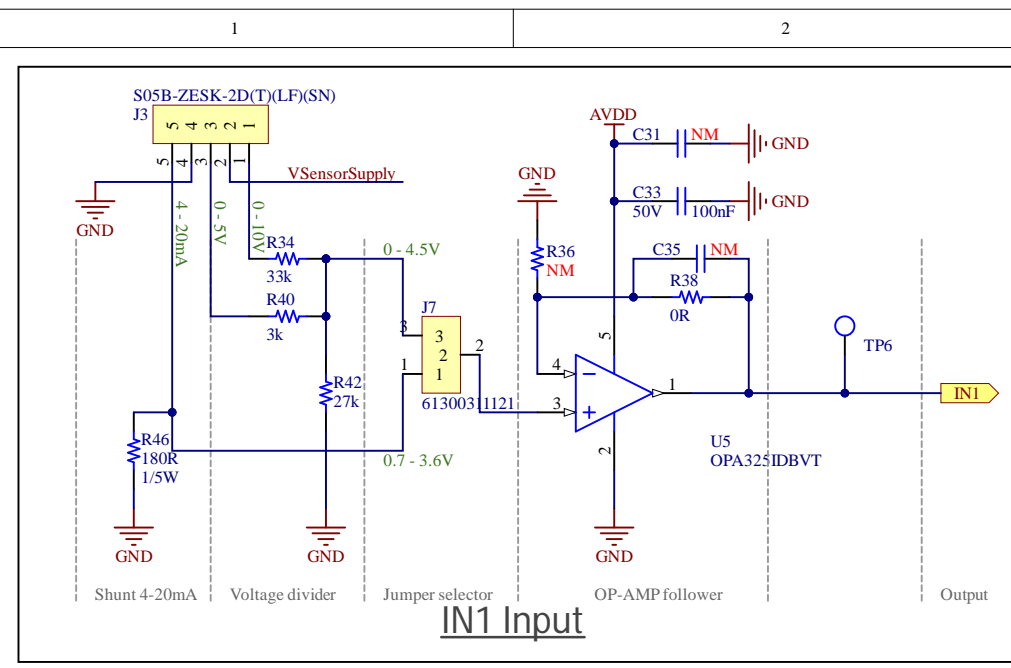 1
2
S05B-ZESK-2D(T)(LF)(SN)
J3
5 4 3 2 1
5 4 3 2 1
VSensorSupply
GND
4 - 20mA
0 - 5V
0 - 10V
R34
33k
R40
3k
0 - 4.5V
J7
3 3
2 2
1 1
61300311121
R42
27k
R46
180R
1/5W
0.7 - 3.6V
GND
GND
GND
R36
NM
AVDD
C31 NM
GND
C33
50V 100nF
GND
C35 NM
R38
0R
5
4
3
1
2
U5
OPA325IDBVT
GND
TP6
IN1
Shunt 4-20mA
Voltage divider
Jumper selector
OP-AMP follower
Output
IN1 Input